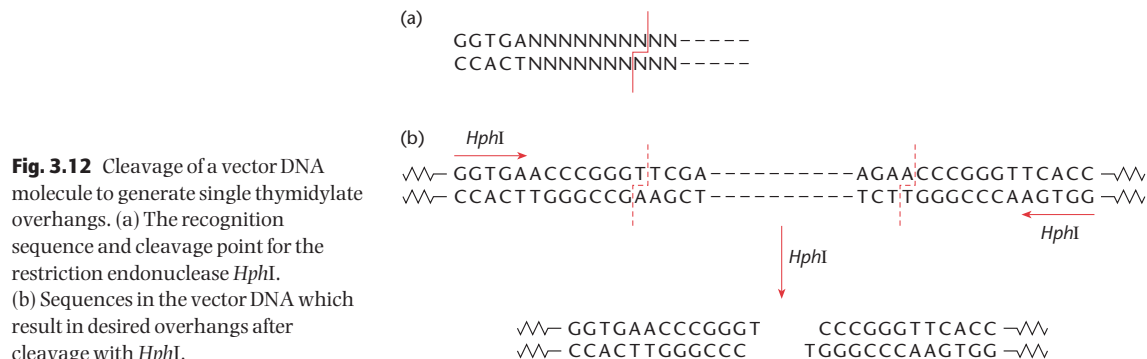 (a)
GGTGANNNNNNNNNN-----
CCACTNNNNNNNNNN-----
Fig. 3.12 Cleavage of a vector DNA
molecule to generate single thymidylate
overhangs. (a) The recognition
sequence and cleavage point for the
restriction endonuclease HphI.
(b) Sequences in the vector DNA which
result in desired overhangs after
cleavage with HphI.
(b)
HphI
GGTGAACCCGGGTTCGA----------AGAACCCGGGTTCACC
CCACTTGGGCCGAAGCT----------TCTTGGGCCCAAGTGG
HphI
HphI
GGTGAACCCGGGT CCCGGGTTCACC
CCACTTGGGCCC TGGGCCCAAGTGG